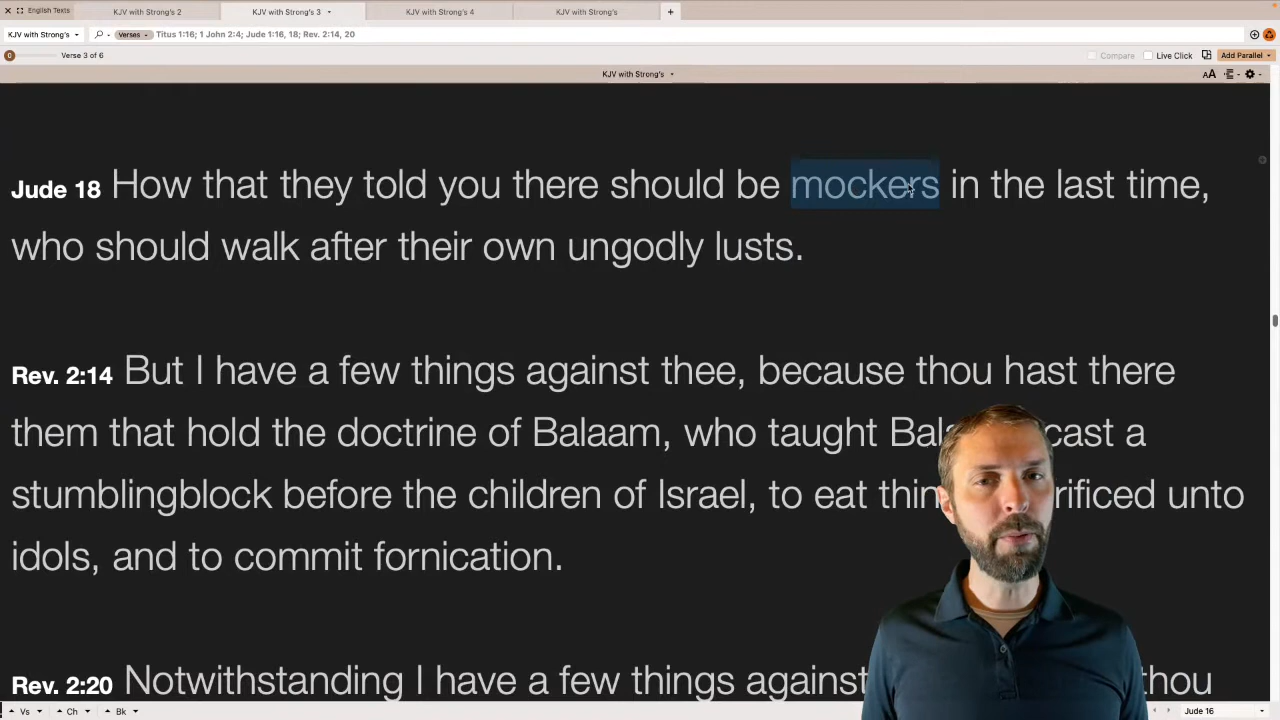 English Texts
KJV with Strong's 2
KJV with Strong's 3
KJV with Strong's 4
KJV with Strong's
+
KJV with Strong's
Verses
Titus 1:16; 1 John 2:4; Jude 1:16, 18; Rev. 2:14, 20
0
Verse 3 of 6
Compare
Live Click
Add Parallel
KJV with Strong's
AA
Jude 18 How that they told you there should be mockers in the last time,
who should walk after their own ungodly lusts.
Rev. 2:14 But I have a few things against thee, because thou hast there
them that hold the doctrine of Balaam, who taught cast a
stumblingblock before the children of Israel, to eat unto
idols, and to commit fornication.
Rev. 2:20 Notwithstanding I have a few things against thou
Vs
Ch
Bk
Jude 16